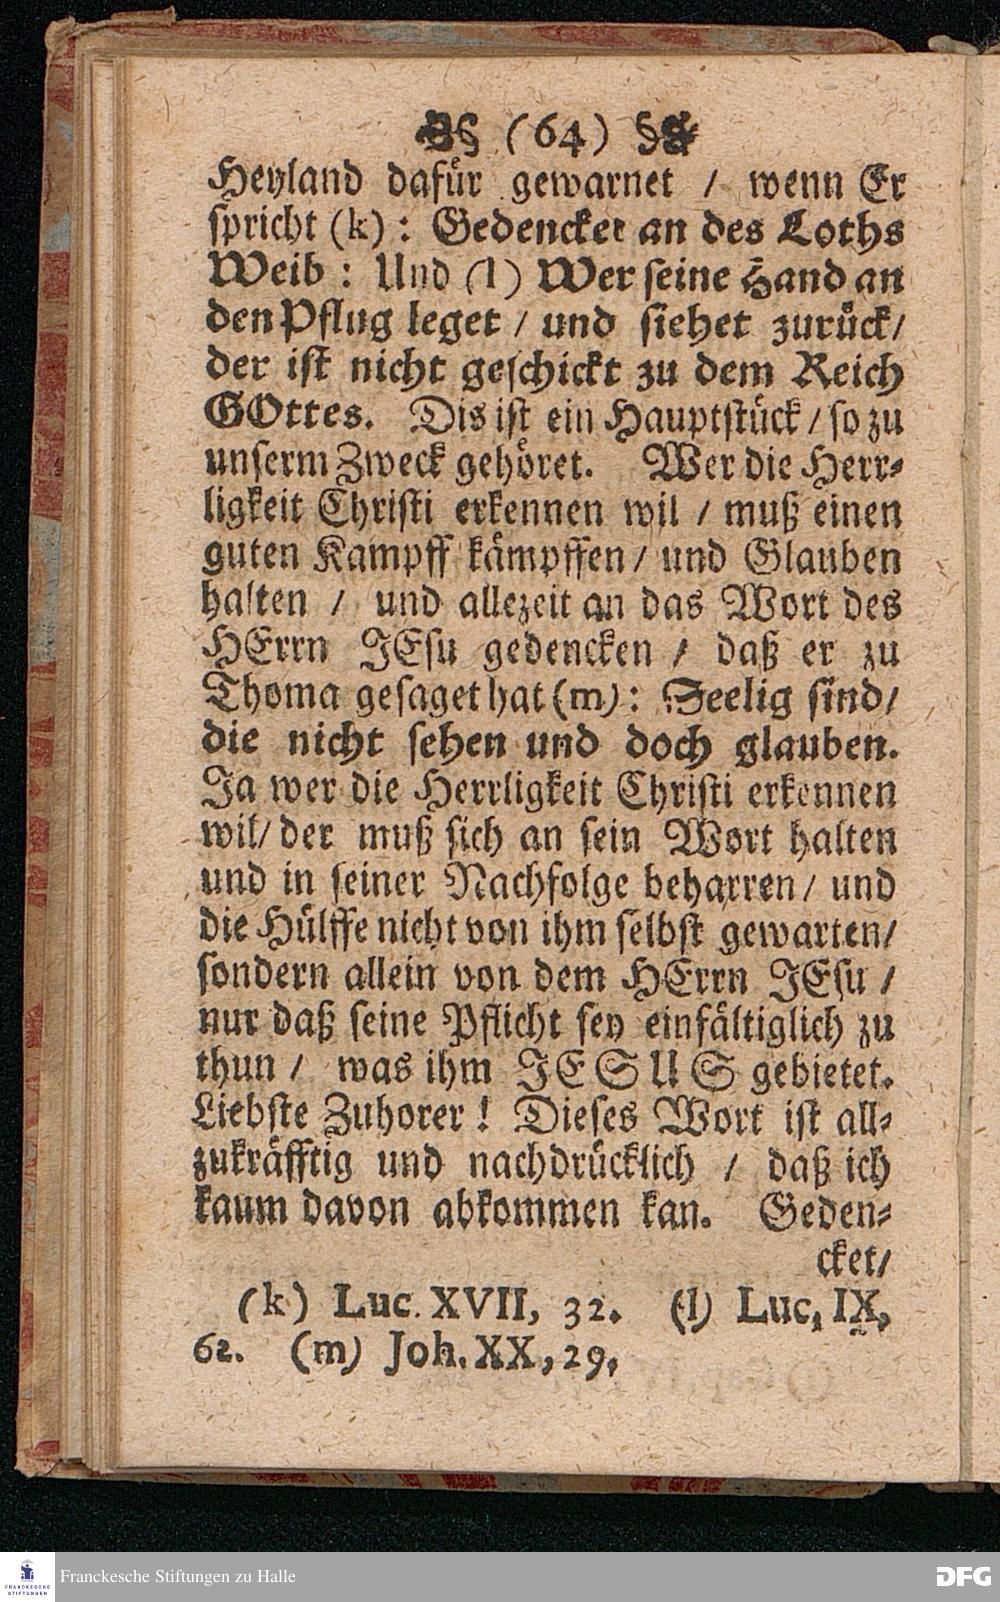 (64)
Heyland dafür gewarnet / wenn Er
spricht (k) : Gedencket an des Loths
Weib : Und (l) Wer seine Hand an
den Pflug leget / und siehet zurück /
der ist nicht geschickt zu dem Reich
GOttes. Dis ist ein Hauptstück / so zu
unserm Zweck gehöret. Wer die Herr-
ligkeit Christi erkennen wil / muß einen
guten Kampff kämpffen / und Glauben
halten / und allezeit an das Wort des
HErrn JEsu gedencken / daß er zu
Thoma gesaget hat (m) : Seelig sind /
die nicht sehen und doch glauben.
Ja wer die Herrligkeit Christi erkennen
wil / der muß sich an sein Wort halten
und in seiner Nachfolge beharren / und
die Hülffe nicht von ihm selbst gewarten /
sondern allein von dem HErrn JEsu /
nur daß seine Pflicht sey einfältiglich zu
thun / was ihm JESUS gebietet.
Liebste Zuhorer ! Dieses Wort ist all-
zukräfftig und nachdrücklich / daß ich
kaum davon abkommen kan. Geden-
cket /
(k) Luc. XVII, 32. (l) Luc, IX,
62. (m) Joh. XX, 29,
FRANCKESCHE
STIFTUNGEN
Franckesche Stiftungen zu Halle
DFG